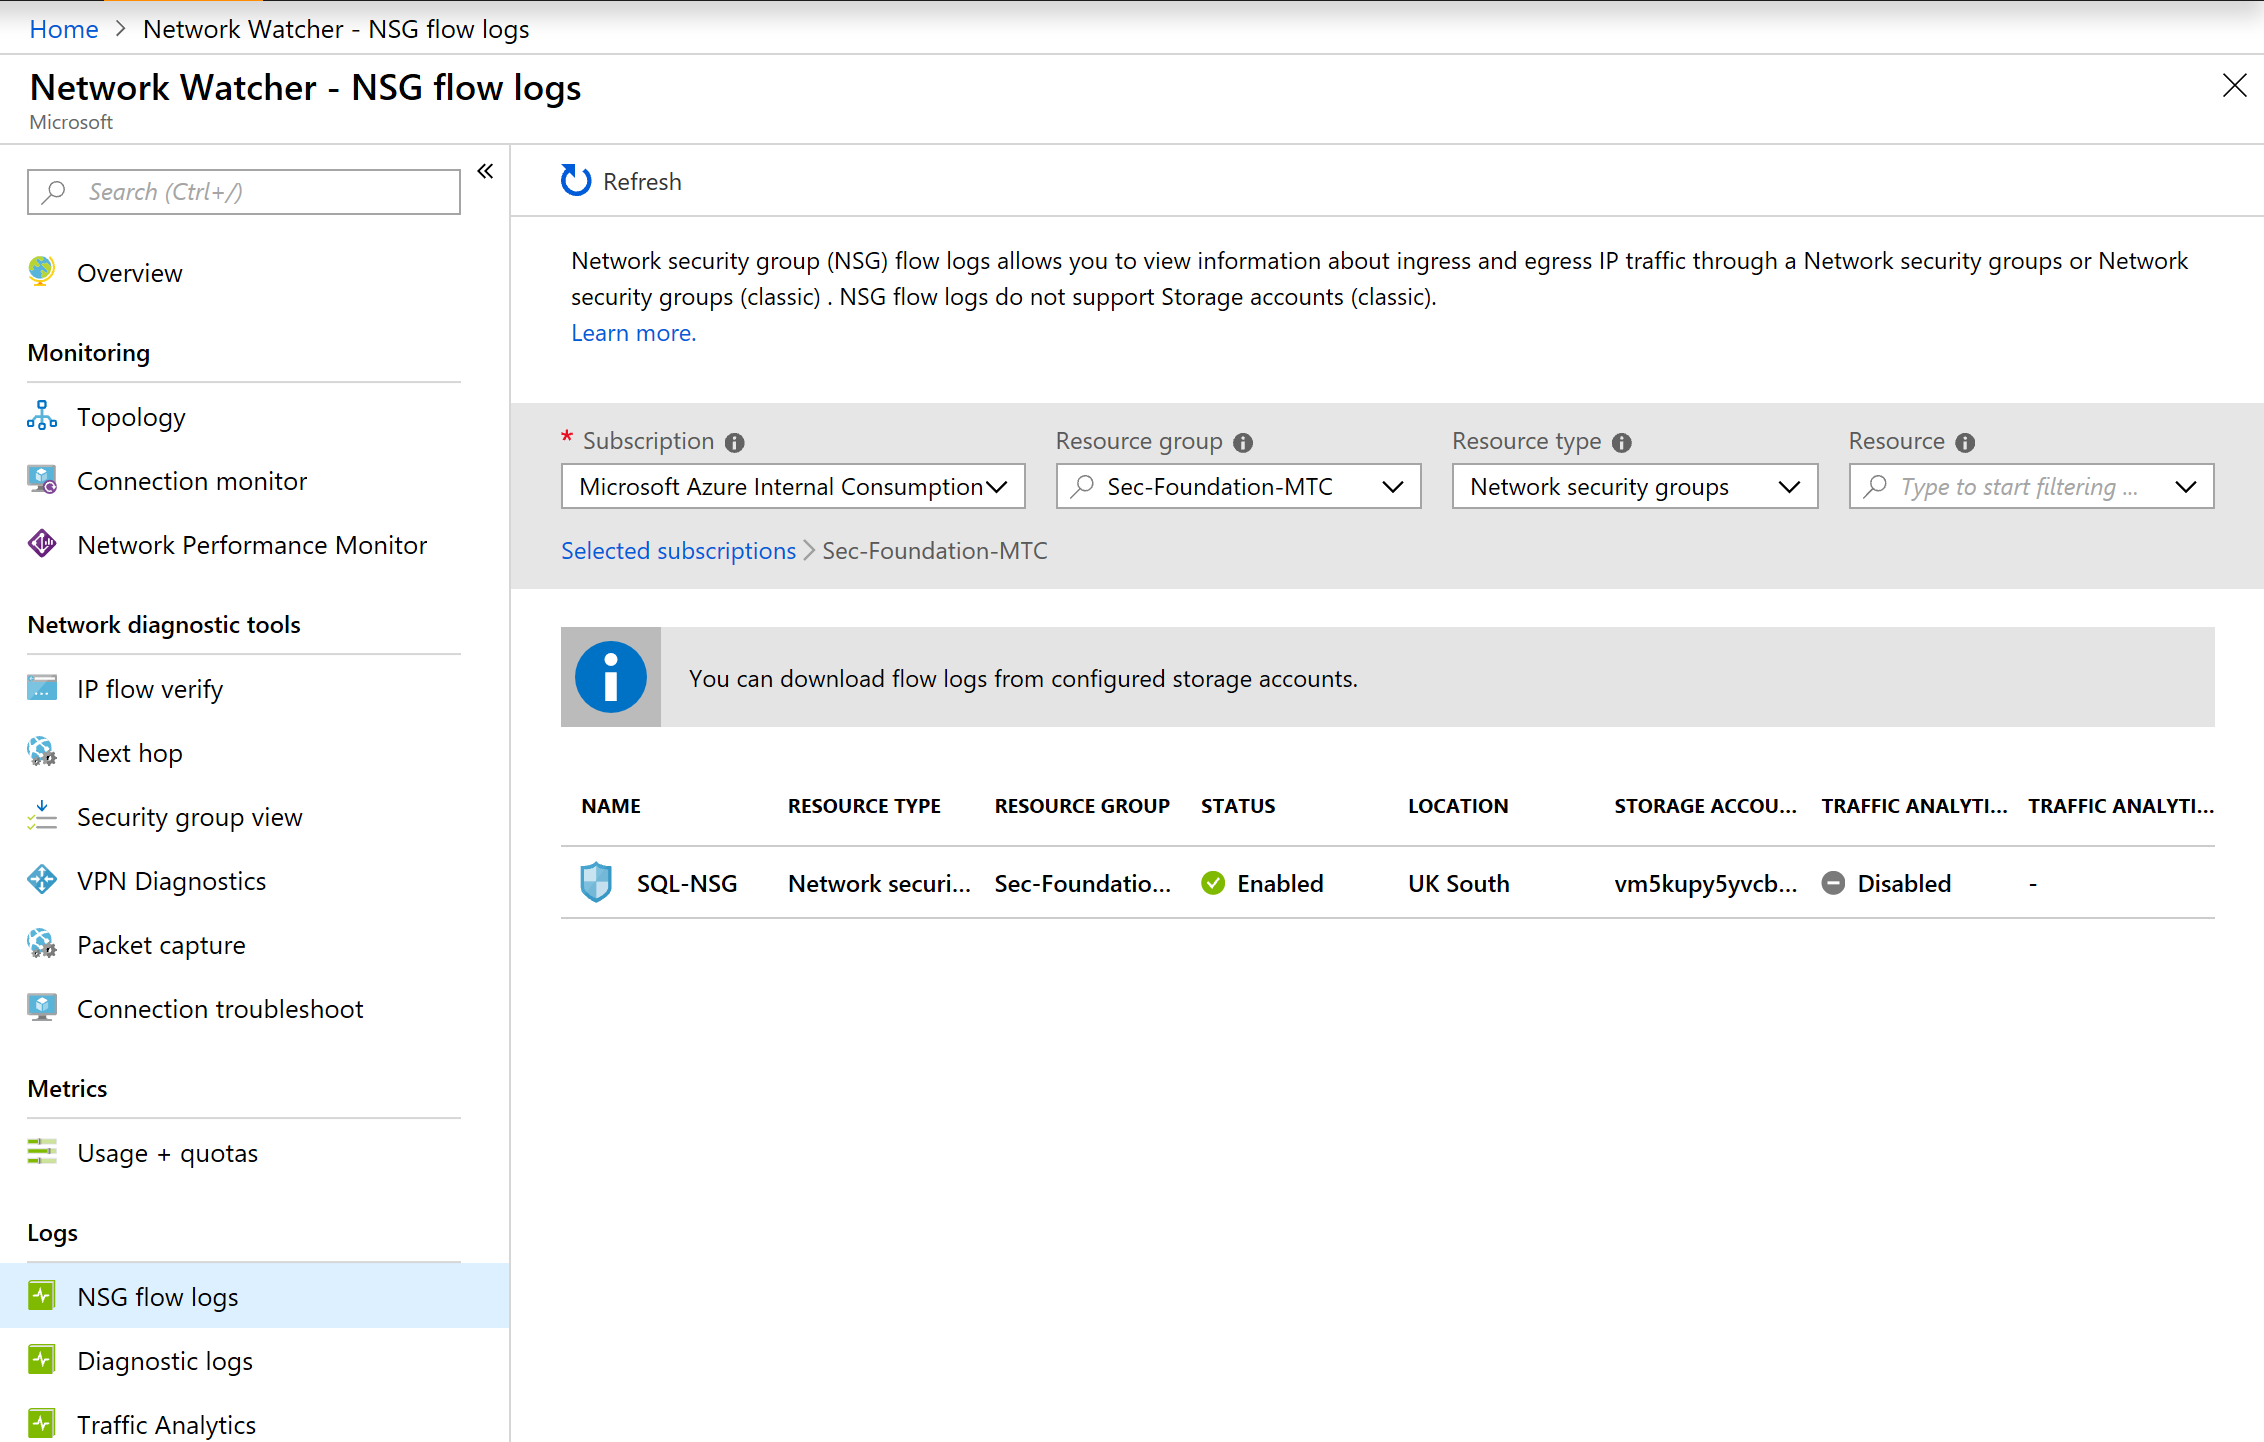 Home > Network Watcher - NSG flow logs
Network Watcher - NSG flow logs
Microsoft
Search (Ctrl+/)
Overview
Monitoring
Topology
Connection monitor
Network Performance Monitor
Network diagnostic tools
IP flow verify
Next hop
Security group view
VPN Diagnostics
Packet capture
Connection troubleshoot
Metrics
Usage + quotas
Logs
NSG flow logs
Diagnostic logs
Traffic Analytics
Refresh
Network security group (NSG) flow logs allows you to view information about ingress and egress IP traffic through a Network security groups or Network
security groups (classic) . NSG flow logs do not support Storage accounts (classic).
Learn more.
* Subscription Resource group Resource type Resource
Microsoft Azure Internal Consumption Sec-Foundation-MTC Network security groups Type to start filtering ...
Selected subscriptions > Sec-Foundation-MTC
You can download flow logs from configured storage accounts.
NAME RESOURCE TYPE RESOURCE GROUP STATUS LOCATION STORAGE ACCOU... TRAFFIC ANALYTI... TRAFFIC ANALYTI...
SQL-NSG Network securi... Sec-Foundatio... Enabled UK South vm5kupy5yvcb... Disabled -